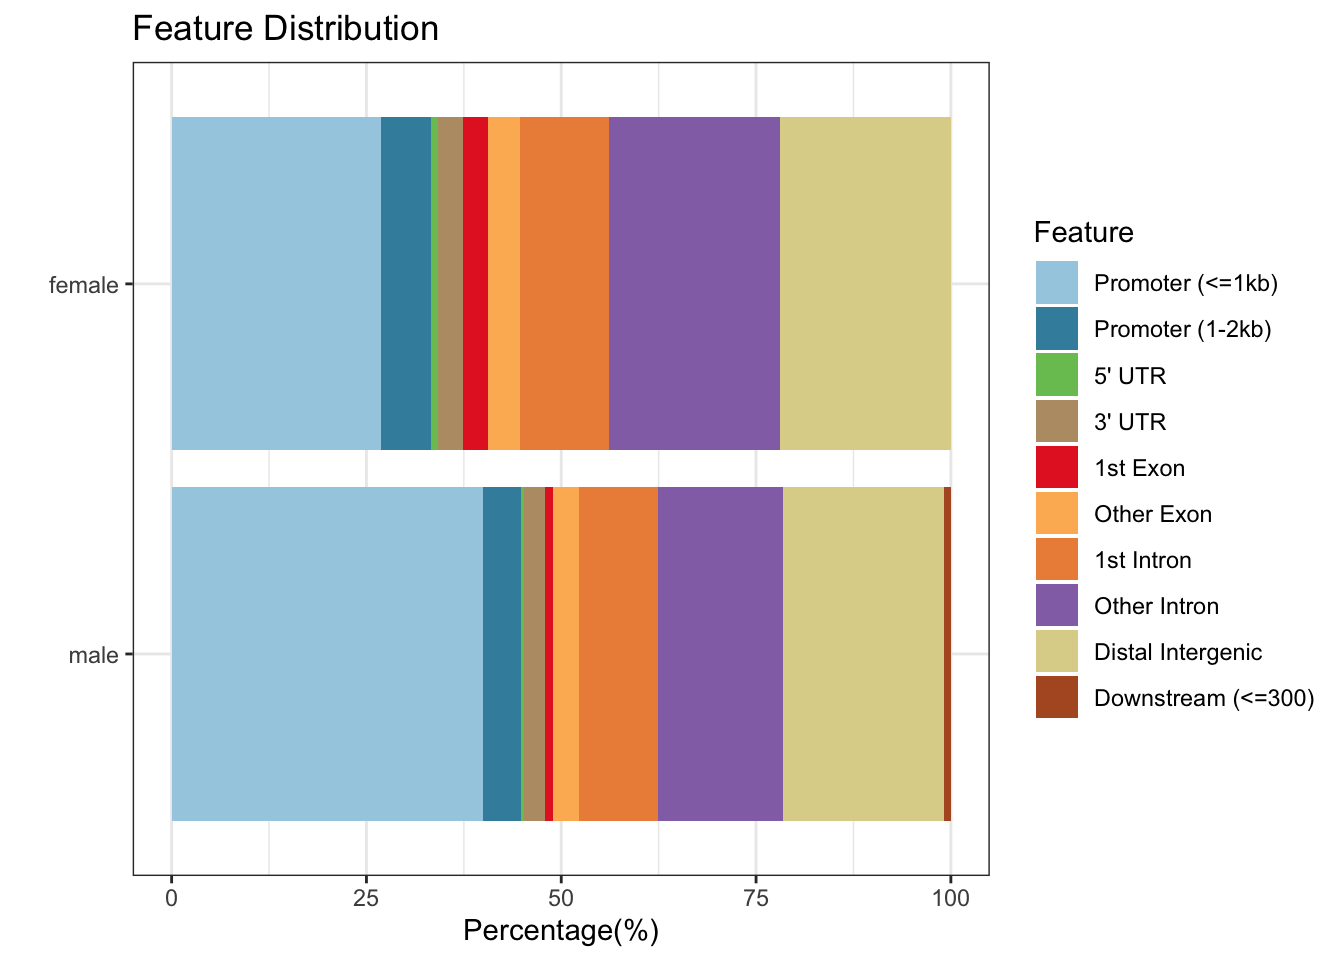 Feature Distribution
female
male
0 25 50 75 100
Percentage(%)
Feature
Promoter (<=1kb)
Promoter (1-2kb)
5' UTR
3' UTR
1st Exon
Other Exon
1st Intron
Other Intron
Distal Intergenic
Downstream (<=300)